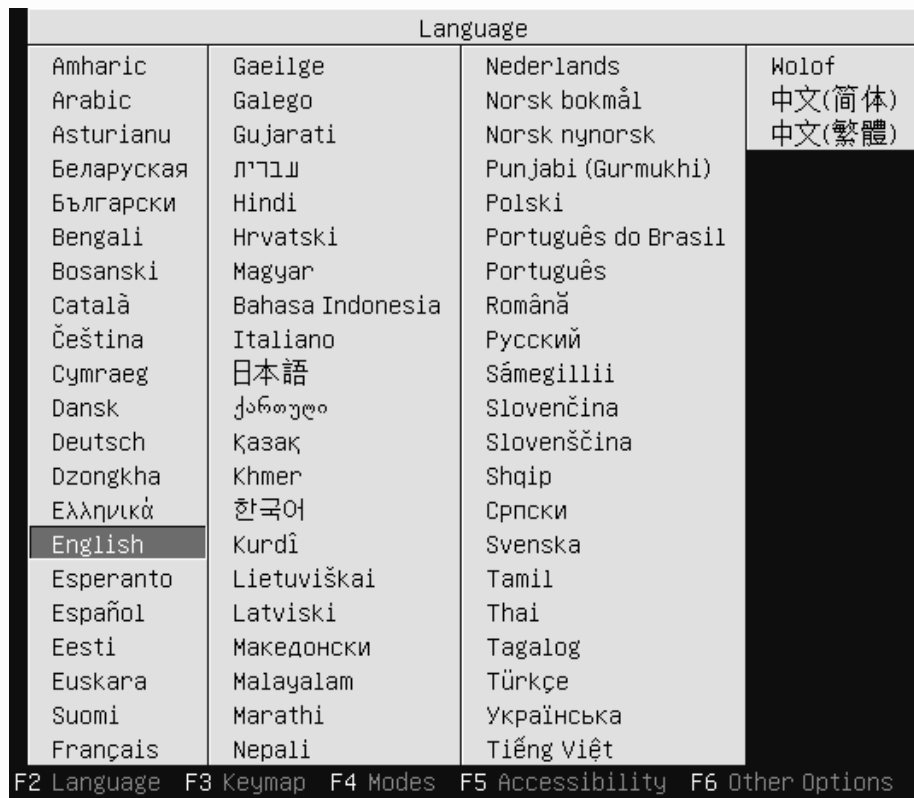 Language
Amharic
Arabic
Asturianu
Беларуская
Български
Bengali
Bosanski
Català
Čeština
Cymraeg
Dansk
Deutsch
Dzongkha
Ελληνικά
English
Esperanto
Español
Eesti
Euskara
Suomi
Français
Gaeilge
Galego
Gujarati
עברית
Hindi
Hrvatski
Magyar
Bahasa Indonesia
Italiano
日本語
ქართული
Қазақ
Khmer
한국어
Kurdî
Lietuviškai
Latviski
Македонски
Malayalam
Marathi
Nepali
Nederlands
Norsk bokmål
Norsk nynorsk
Punjabi (Gurmukhi)
Polski
Português do Brasil
Português
Română
Русский
Sámegillii
Slovenčina
Slovenščina
Shqip
Српски
Svenska
Tamil
Thai
Tagalog
Türkçe
Українська
Tiếng Việt
Wolof
中文(简体)
中文(繁體)
F2 Language F3 Keymap F4 Modes F5 Accessibility F6 Other Options